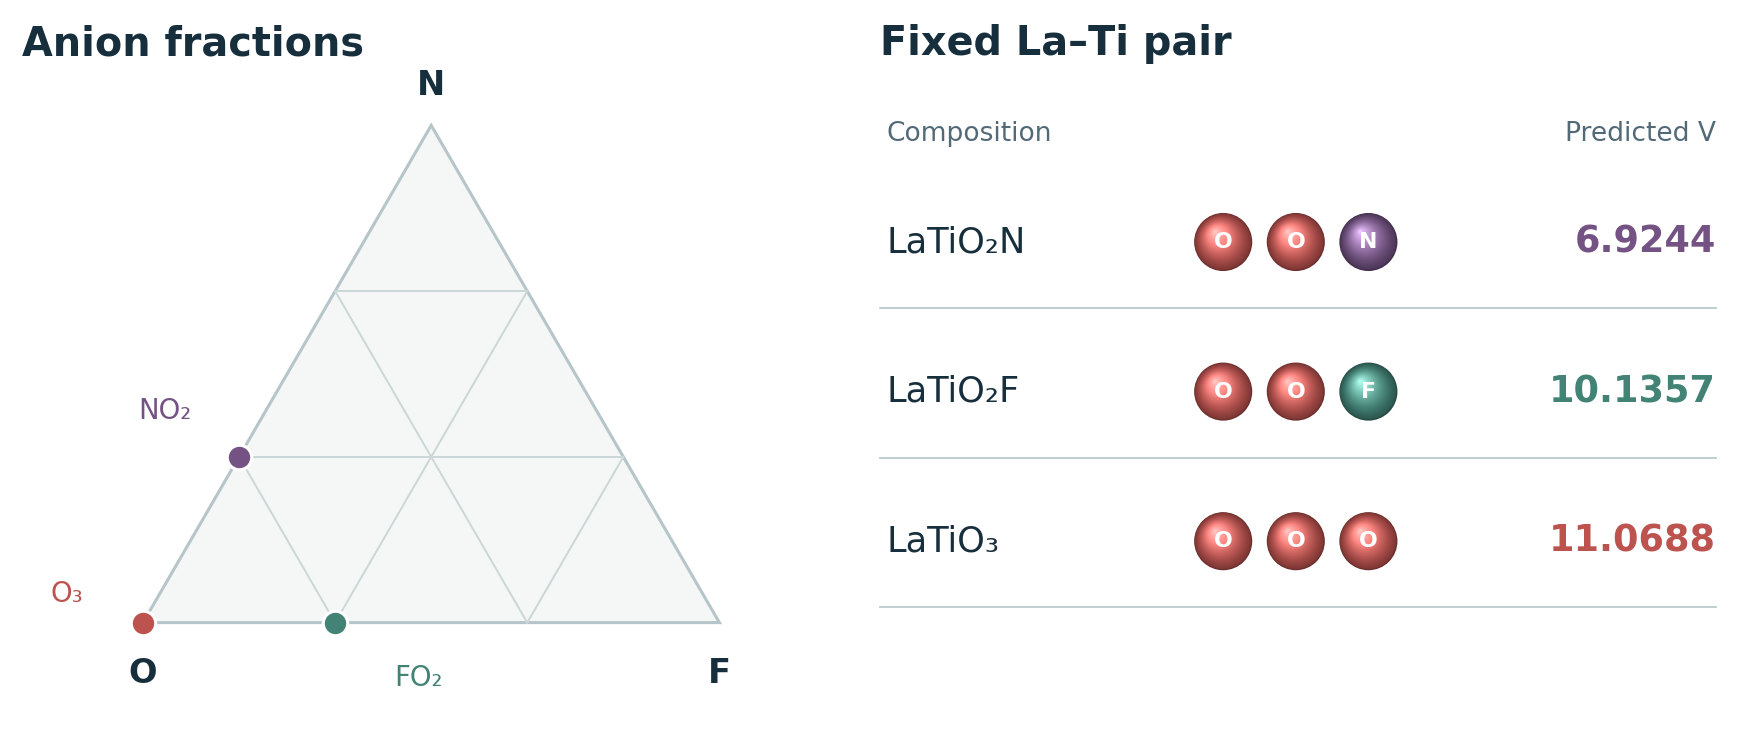 Anion fractions
N
NO₂
O₃
O
FO₂
F
Fixed La–Ti pair
Composition Predicted V
LaTiO₂N O O N 6.9244
LaTiO₂F O O F 10.1357
LaTiO₃ O O O 11.0688